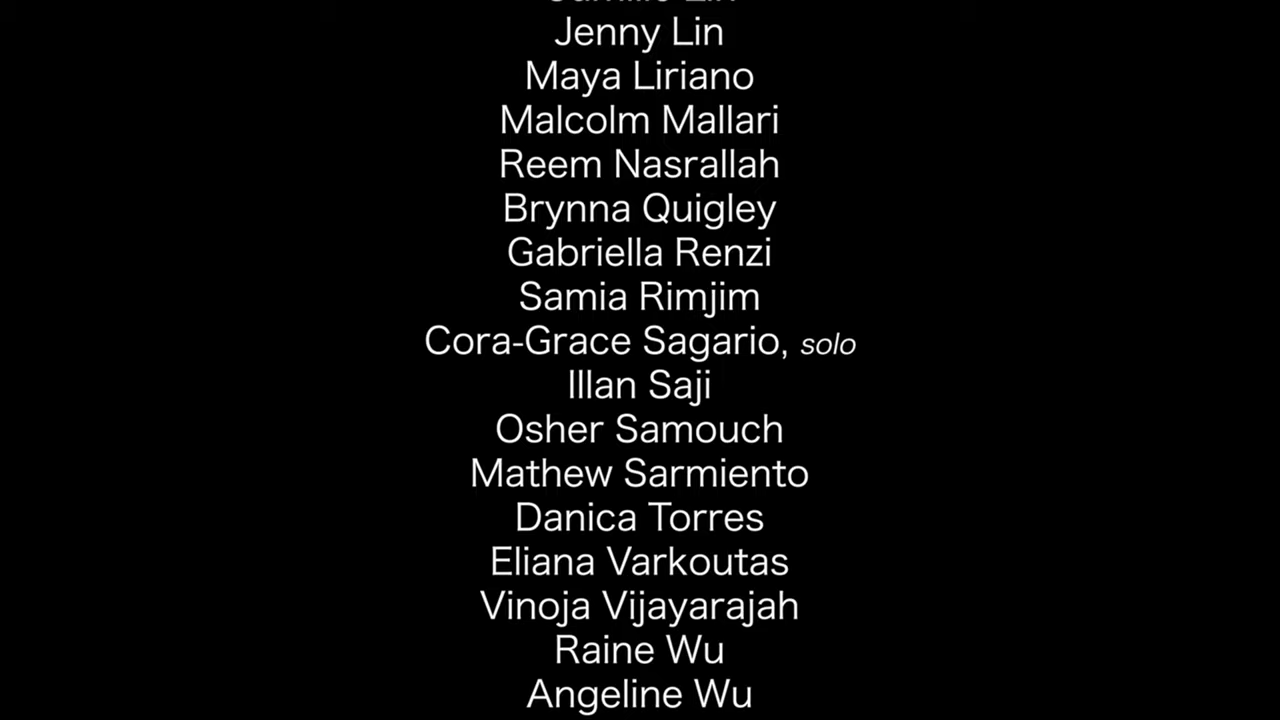 Jenny Lin
Maya Liriano
Malcolm Mallari
Reem Nasrallah
Brynna Quigley
Gabriella Renzi
Samia Rimjim
Cora-Grace Sagario, solo
Illan Saji
Osher Samouch
Mathew Sarmiento
Danica Torres
Eliana Varkoutas
Vinoja Vijayarajah
Raine Wu
Angeline Wu